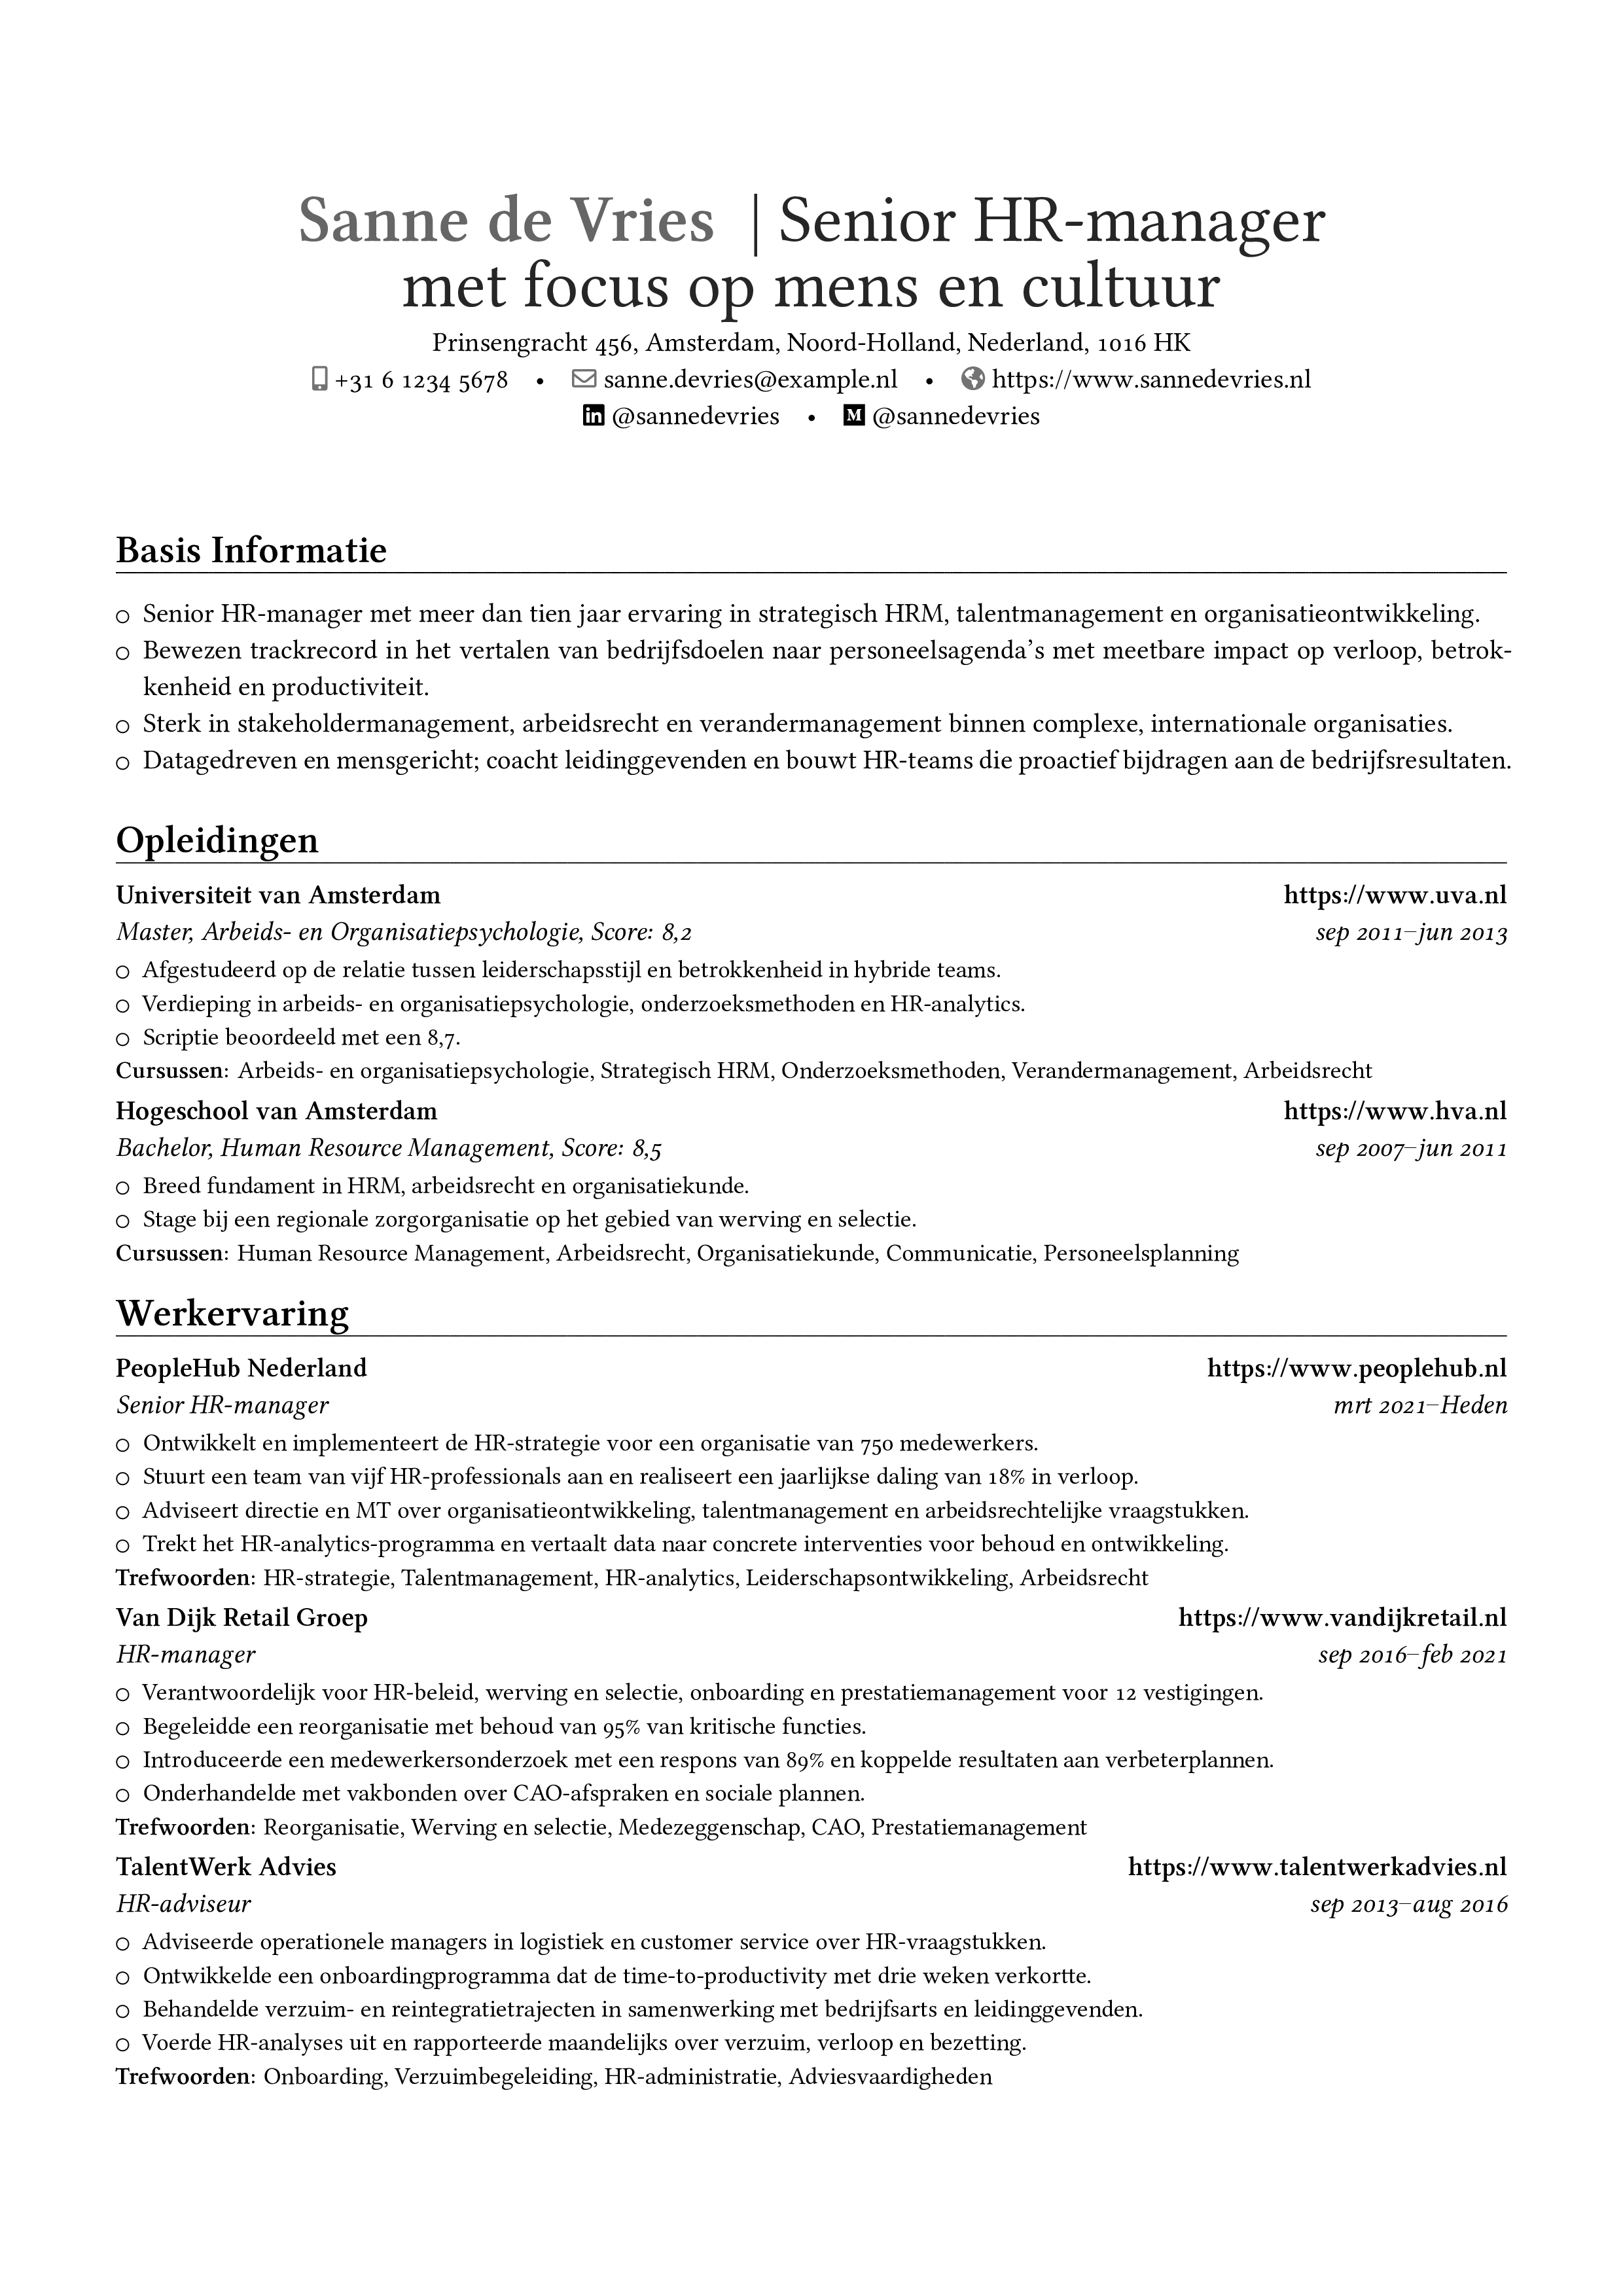 Sanne de Vries | Senior HR-manager
met focus op mens en cultuur
Prinsengracht 456, Amsterdam, Noord-Holland, Nederland, 1016 HK
+31 6 1234 5678 • sanne.devries@example.nl • https://www.sannedevries.nl
@sannedevries • @sannedevries
Basis Informatie
○ Senior HR-manager met meer dan tien jaar ervaring in strategisch HRM, talentmanagement en organisatieontwikkeling.
○ Bewezen trackrecord in het vertalen van bedrijfsdoelen naar personeelsagenda's met meetbare impact op verloop, betrok-
kenheid en productiviteit.
○ Sterk in stakeholdermanagement, arbeidsrecht en verandermanagement binnen complexe, internationale organisaties.
○ Datagedreven en mensgericht; coacht leidinggevenden en bouwt HR-teams die proactief bijdragen aan de bedrijfsresultaten.
Opleidingen
Universiteit van Amsterdam https://www.uva.nl
Master, Arbeids- en Organisatiepsychologie, Score: 8,2 sep 2011–jun 2013
○ Afgestudeerd op de relatie tussen leiderschapsstijl en betrokkenheid in hybride teams.
○ Verdieping in arbeids- en organisatiepsychologie, onderzoeksmethoden en HR-analytics.
○ Scriptie beoordeeld met een 8,7.
Cursussen: Arbeids- en organisatiepsychologie, Strategisch HRM, Onderzoeksmethoden, Verandermanagement, Arbeidsrecht
Hogeschool van Amsterdam https://www.hva.nl
Bachelor, Human Resource Management, Score: 8,5 sep 2007–jun 2011
○ Breed fundament in HRM, arbeidsrecht en organisatiekunde.
○ Stage bij een regionale zorgorganisatie op het gebied van werving en selectie.
Cursussen: Human Resource Management, Arbeidsrecht, Organisatiekunde, Communicatie, Personeelsplanning
Werkervaring
PeopleHub Nederland https://www.peoplehub.nl
Senior HR-manager mrt 2021–Heden
○ Ontwikkelt en implementeert de HR-strategie voor een organisatie van 750 medewerkers.
○ Stuurt een team van vijf HR-professionals aan en realiseert een jaarlijkse daling van 18% in verloop.
○ Adviseert directie en MT over organisatieontwikkeling, talentmanagement en arbeidsrechtelijke vraagstukken.
○ Trekt het HR-analytics-programma en vertaalt data naar concrete interventies voor behoud en ontwikkeling.
Trefwoorden: HR-strategie, Talentmanagement, HR-analytics, Leiderschapsontwikkeling, Arbeidsrecht
Van Dijk Retail Groep https://www.vandijkretail.nl
HR-manager sep 2016–feb 2021
○ Verantwoordelijk voor HR-beleid, werving en selectie, onboarding en prestatiemanagement voor 12 vestigingen.
○ Begeleidde een reorganisatie met behoud van 95% van kritische functies.
○ Introduceerde een medewerkersonderzoek met een respons van 89% en koppelde resultaten aan verbeterplannen.
○ Onderhandelde met vakbonden over CAO-afspraken en sociale plannen.
Trefwoorden: Reorganisatie, Werving en selectie, Medezeggenschap, CAO, Prestatiemanagement
TalentWerk Advies https://www.talentwerkadvies.nl
HR-adviseur sep 2013–aug 2016
○ Adviseerde operationele managers in logistiek en customer service over HR-vraagstukken.
○ Ontwikkelde een onboardingprogramma dat de time-to-productivity met drie weken verkortte.
○ Behandelde verzuim- en reintegratietrajecten in samenwerking met bedrijfsarts en leidinggevenden.
○ Voerde HR-analyses uit en rapporteerde maandelijks over verzuim, verloop en bezetting.
Trefwoorden: Onboarding, Verzuimbegeleiding, HR-administratie, Adviesvaardigheden